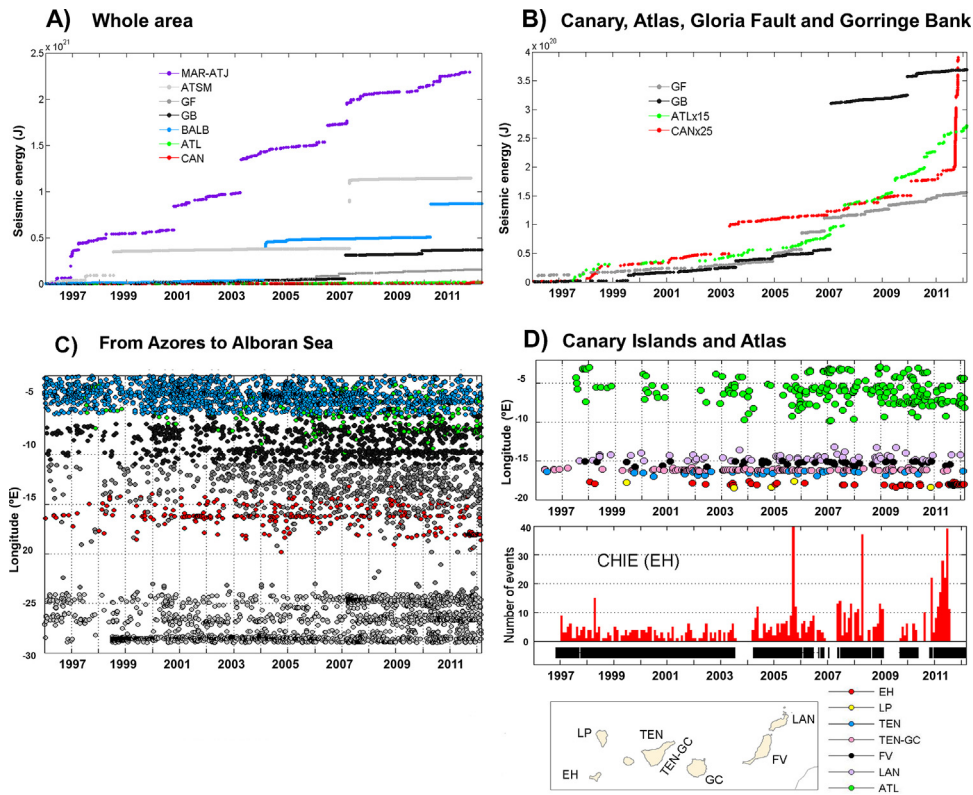 A) Whole area
x 10^21
2.5
2
1.5
1
0.5
0
Seismic energy (J)
MAR-ATJ
ATSM
GF
GB
BALB
ATL
CAN
1997 1999 2001 2003 2005 2007 2009 2011
B) Canary, Atlas, Gloria Fault and Gorringe Bank
x 10^20
4
3.5
3
2.5
2
1.5
1
0.5
0
Seismic energy (J)
GF
GB
ATLx15
CANx25
1997 1999 2001 2003 2005 2007 2009 2011
C) From Azores to Alboran Sea
-5
-10
-15
-20
-25
-30
Longitude (ºE)
1997 1999 2001 2003 2005 2007 2009 2011
D) Canary Islands and Atlas
-5
-10
-15
-20
Longitude (ºE)
1997 1999 2001 2003 2005 2007 2009 2011
CHIE (EH)
40
30
20
10
0
Number of events
1997 1999 2001 2003 2005 2007 2009 2011
EH
LP
TEN
TEN-GC
FV
LAN
ATL
LP
EH
TEN
TEN-GC
GC
FV
LAN